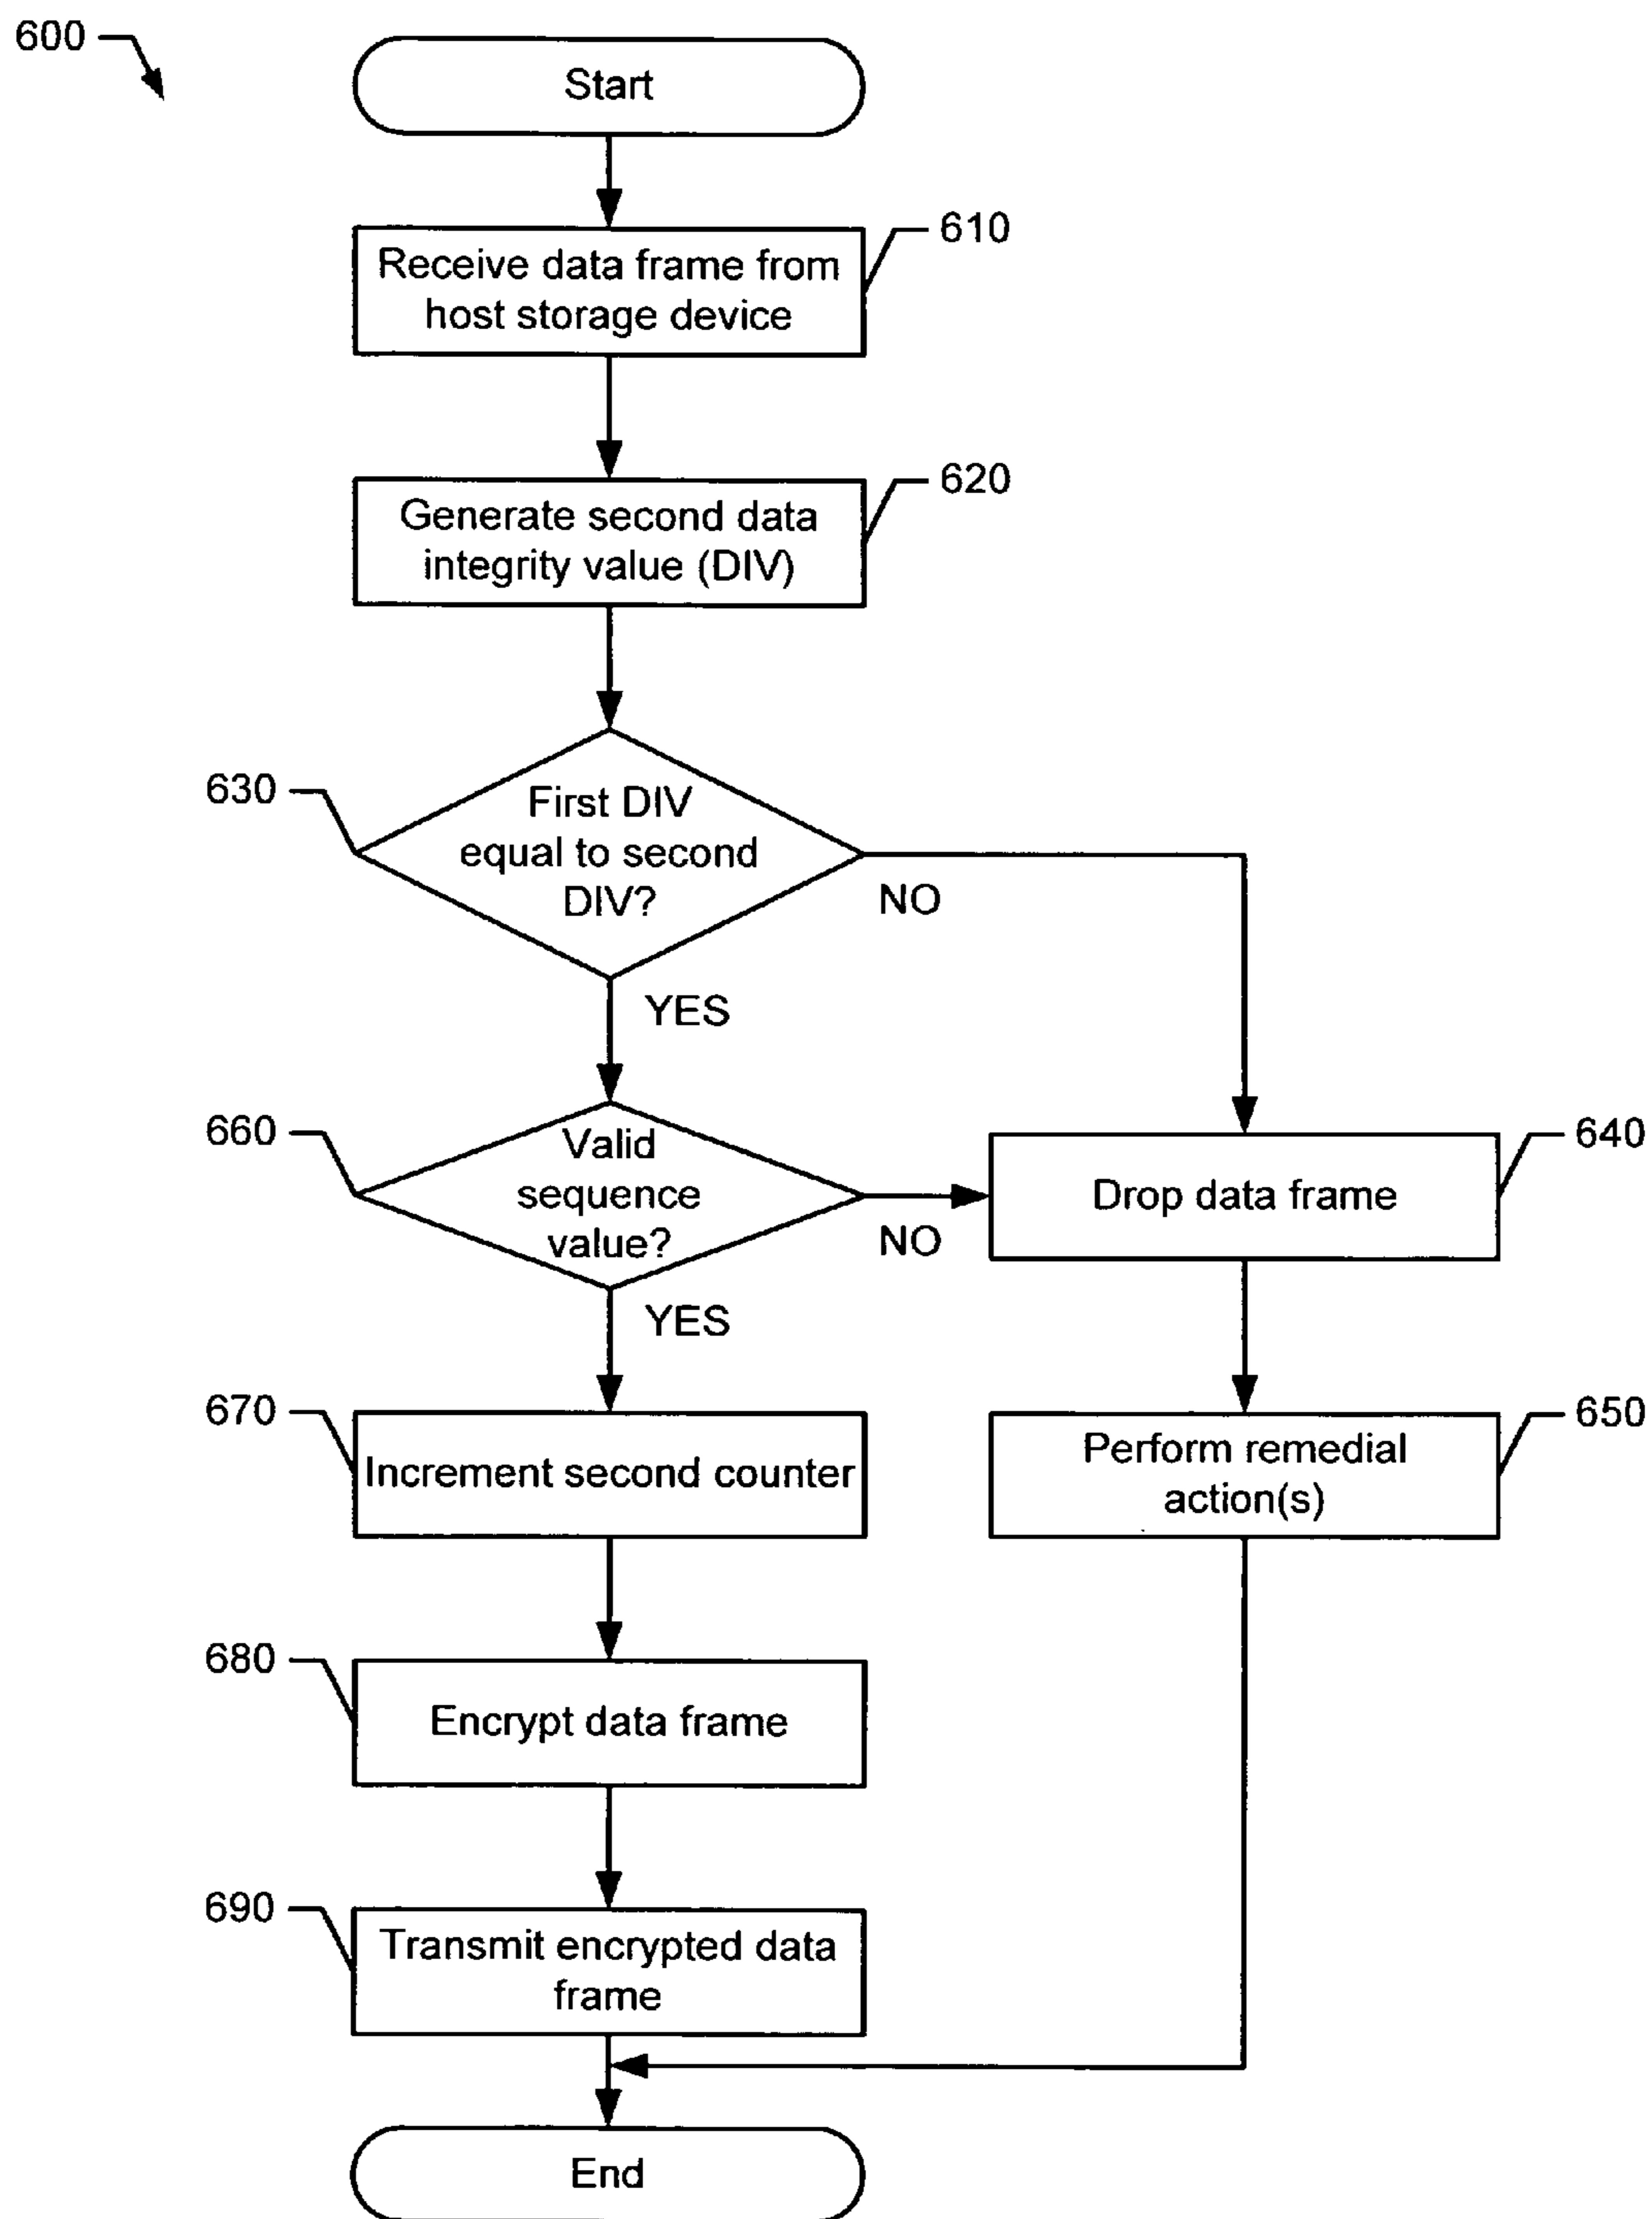 600
Start
610
Receive data frame from
host storage device
620
Generate second data
integrity value (DIV)
630
First DIV
equal to second
DIV?
NO
YES
660
Valid
sequence
value?
NO
YES
640
Drop data frame
670
Increment second counter
650
Perform remedial
action(s)
680
Encrypt data frame
690
Transmit encrypted data
frame
End